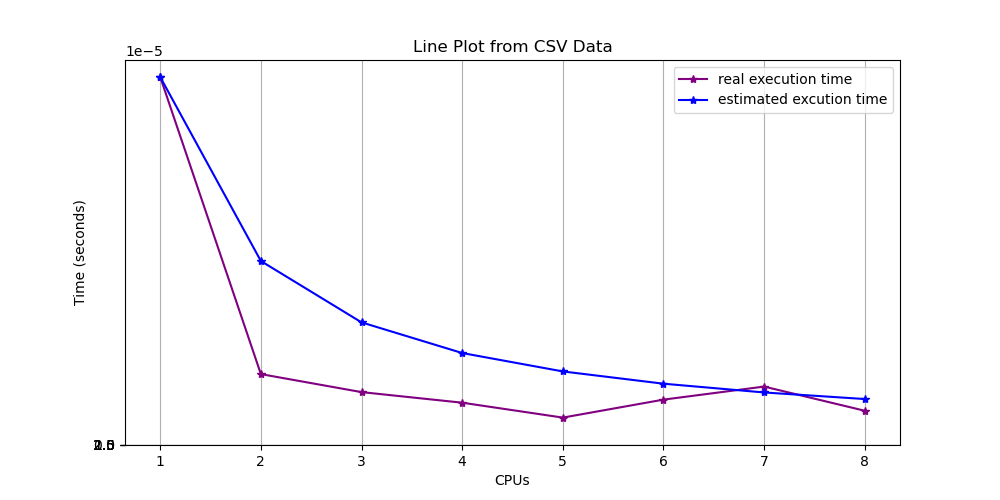 Line Plot from CSV Data
1e−5
real execution time
estimated excution time
Time (seconds)
1 2 3 4 5 6 7 8
CPUs